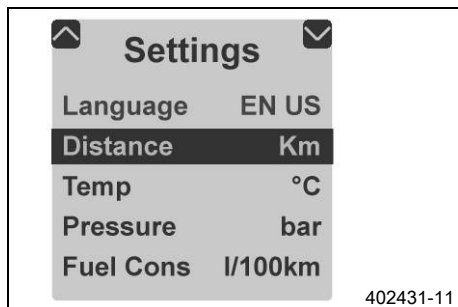 Settings
Language EN US
Distance Km
Temp °C
Pressure bar
Fuel Cons l/100km
402431-11